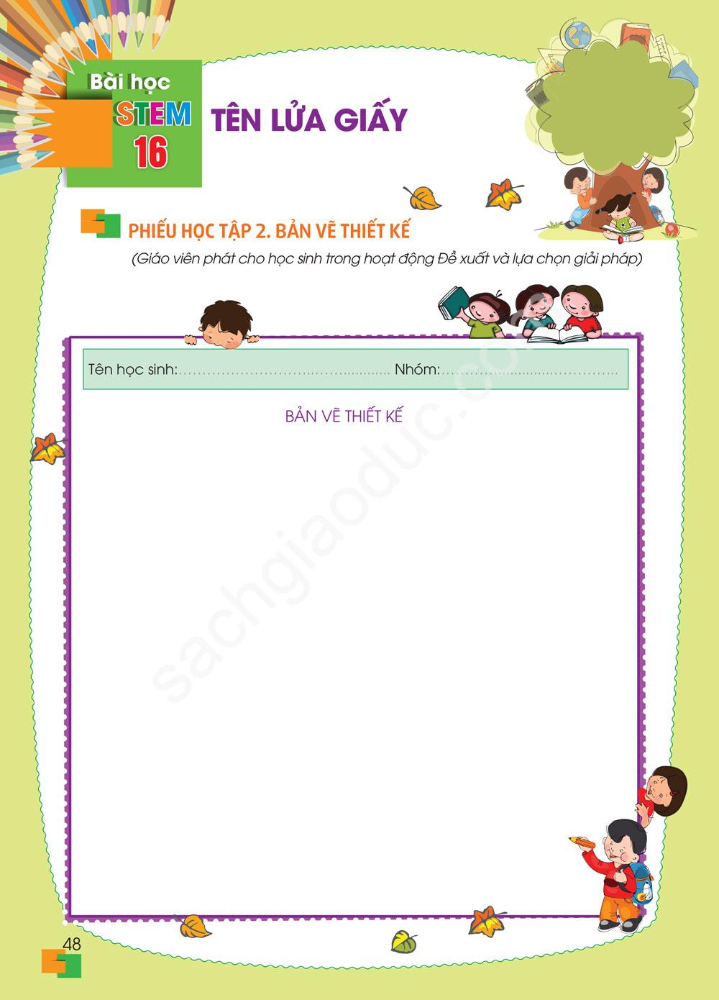 Bài học
STEM
16
TÊN LỬA GIẤY
PHIẾU HỌC TẬP 2. BẢN VẼ THIẾT KẾ
(Giáo viên phát cho học sinh trong hoạt động Đề xuất và lựa chọn giải pháp)
Tên học sinh: Nhóm:
BẢN VẼ THIẾT KẾ
sachgiaoduc.com
48